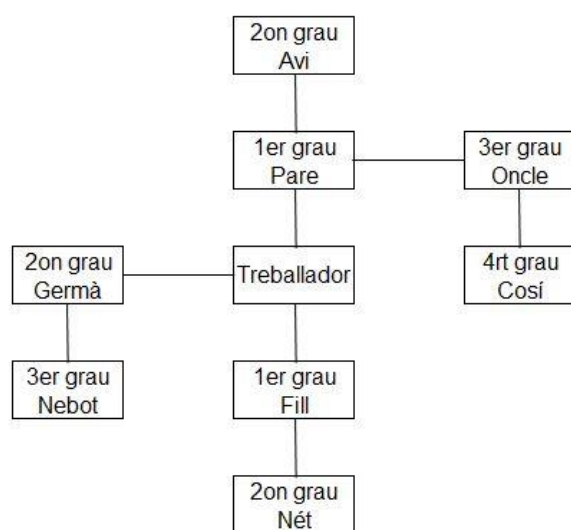 2on grau
Avi
1er grau
Pare
3er grau
Oncle
2on grau
Germà
Treballador
4rt grau
Cosí
3er grau
Nebot
1er grau
Fill
2on grau
Nét